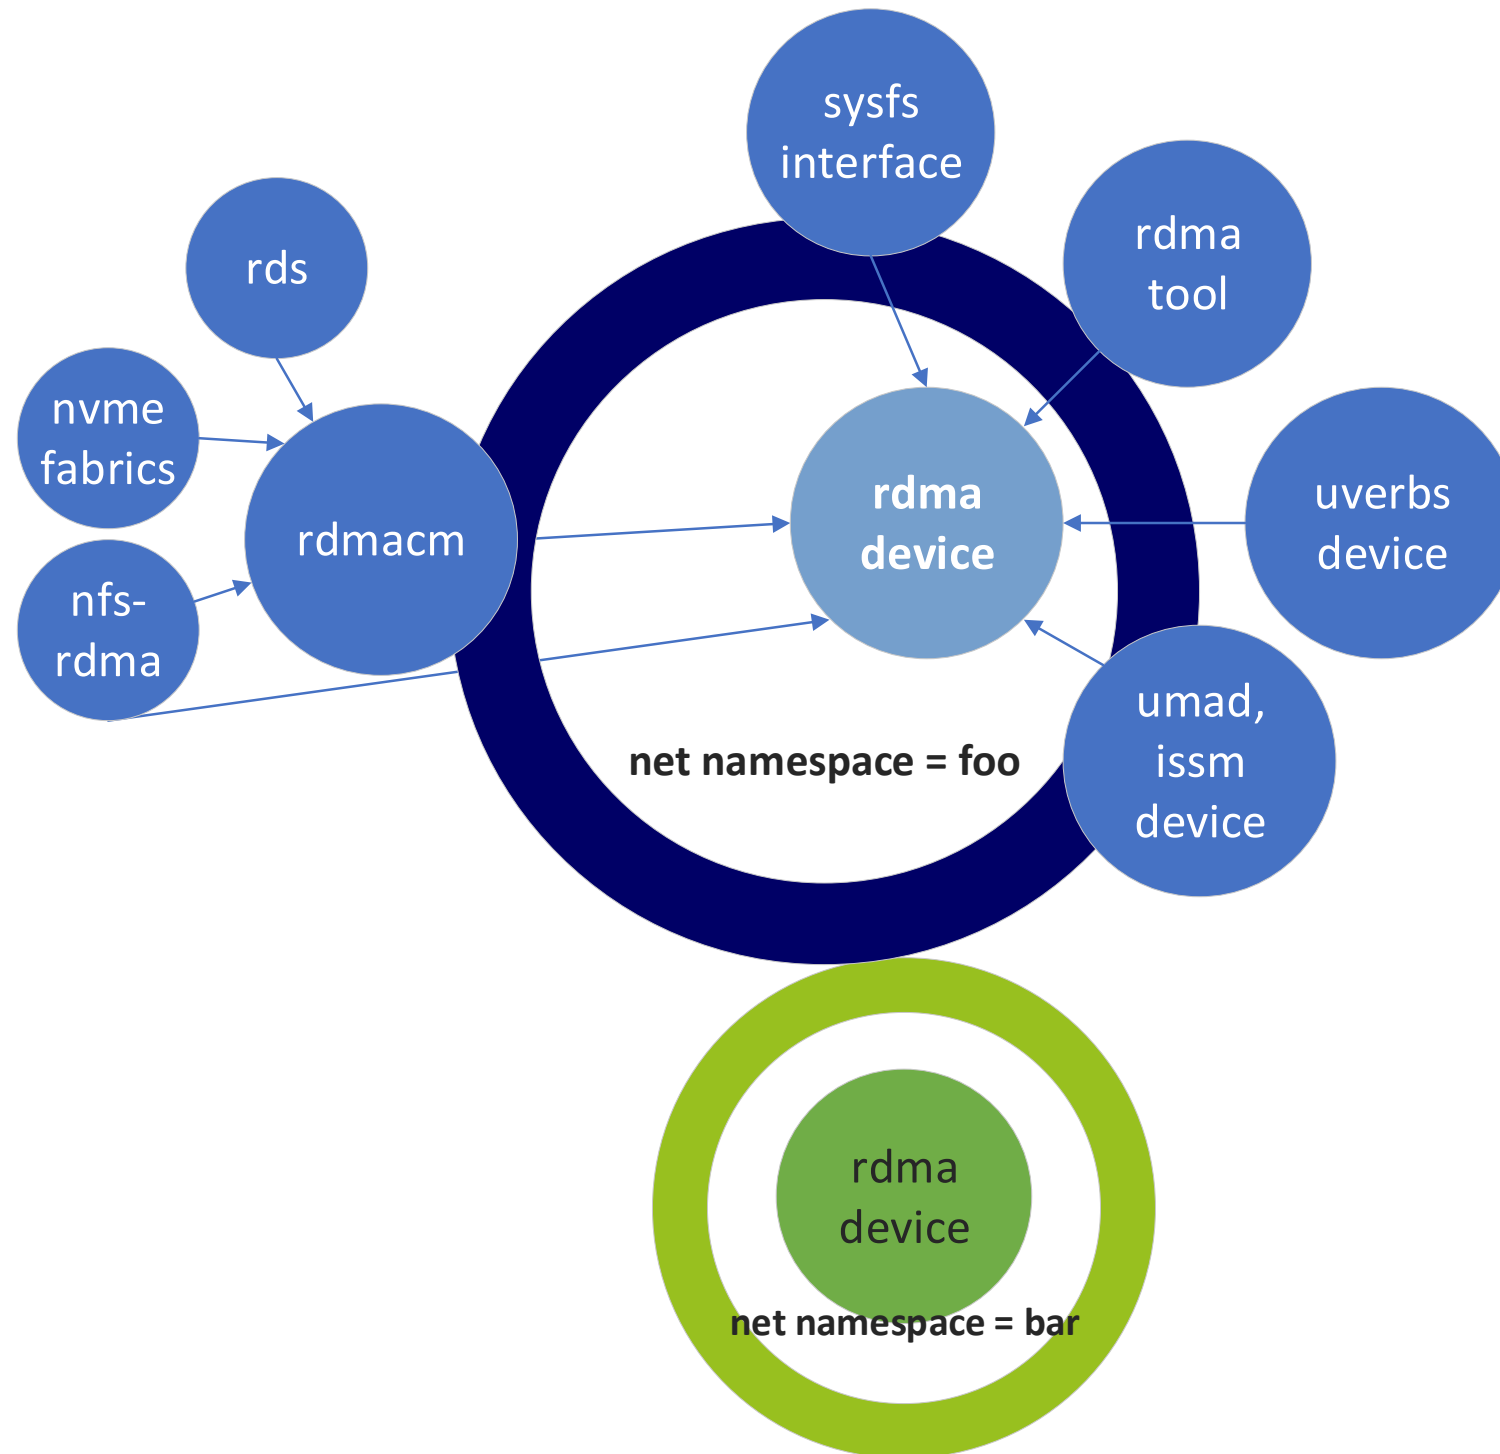 sysfs
interface
rdma
tool
rds
nvme
fabrics
rdmacm
nfs-
rdma
rdma
device
uverbs
device
umad,
issm
device
net namespace = foo
rdma
device
net namespace = bar